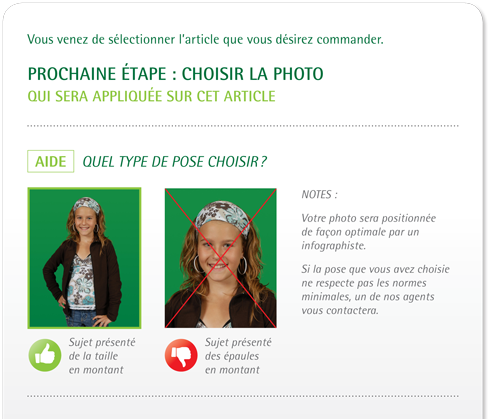 Vous venez de sélectionner l'article que vous désirez commander.
PROCHAINE ÉTAPE : CHOISIR LA PHOTO
QUI SERA APPLIQUÉE SUR CET ARTICLE
AIDE QUEL TYPE DE POSE CHOISIR ?
NOTES :
Votre photo sera positionnée
de façon optimale par un
infographiste.
Si la pose que vous avez choisie
ne respecte pas les normes
minimales, un de nos agents
vous contactera.
Sujet présenté
de la taille
en montant
Sujet présenté
des épaules
en montant